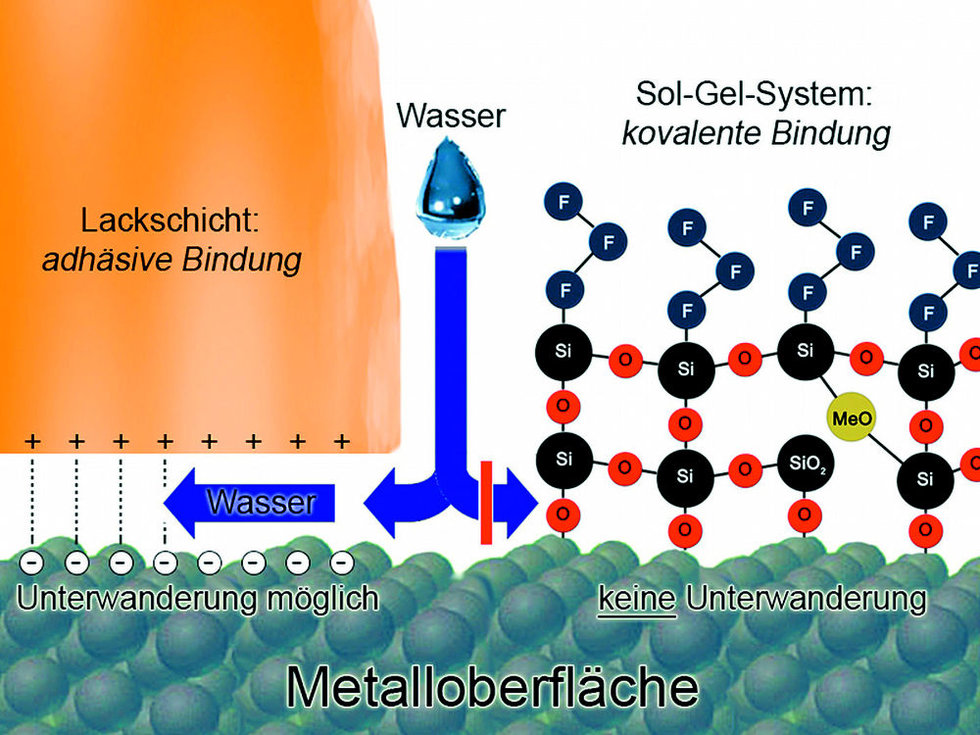 Wasser
Sol-Gel-System:
kovalente Bindung
Lackschicht:
adhäsive Bindung
F F F F
F F F F
F F F F
Si O Si O Si O Si O
O O MeO O
Si O Si O SiO₂ Si O
O O O O
+ + + + + + + +
Wasser
- - - - - - - -
Unterwanderung möglich
keine Unterwanderung
Metalloberfläche